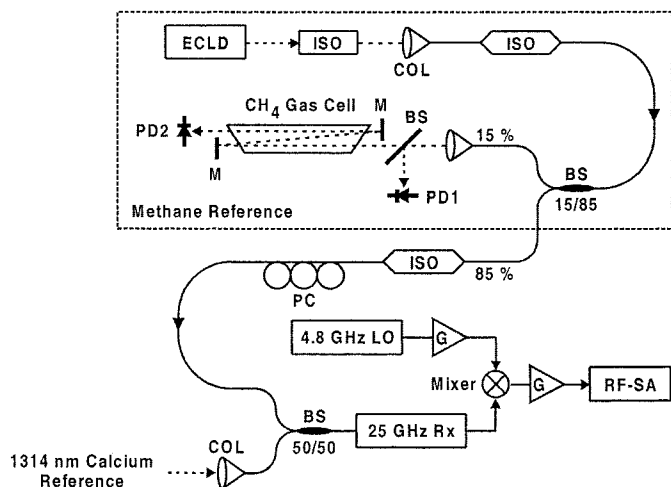 ECLD
ISO
COL
ISO
CH4 Gas Cell
M
BS
PD2
15 %
M
BS
15/85
PD1
Methane Reference
ISO
85 %
PC
4.8 GHz LO
G
Mixer
G
RF-SA
BS
50/50
25 GHz Rx
COL
1314 nm Calcium
Reference